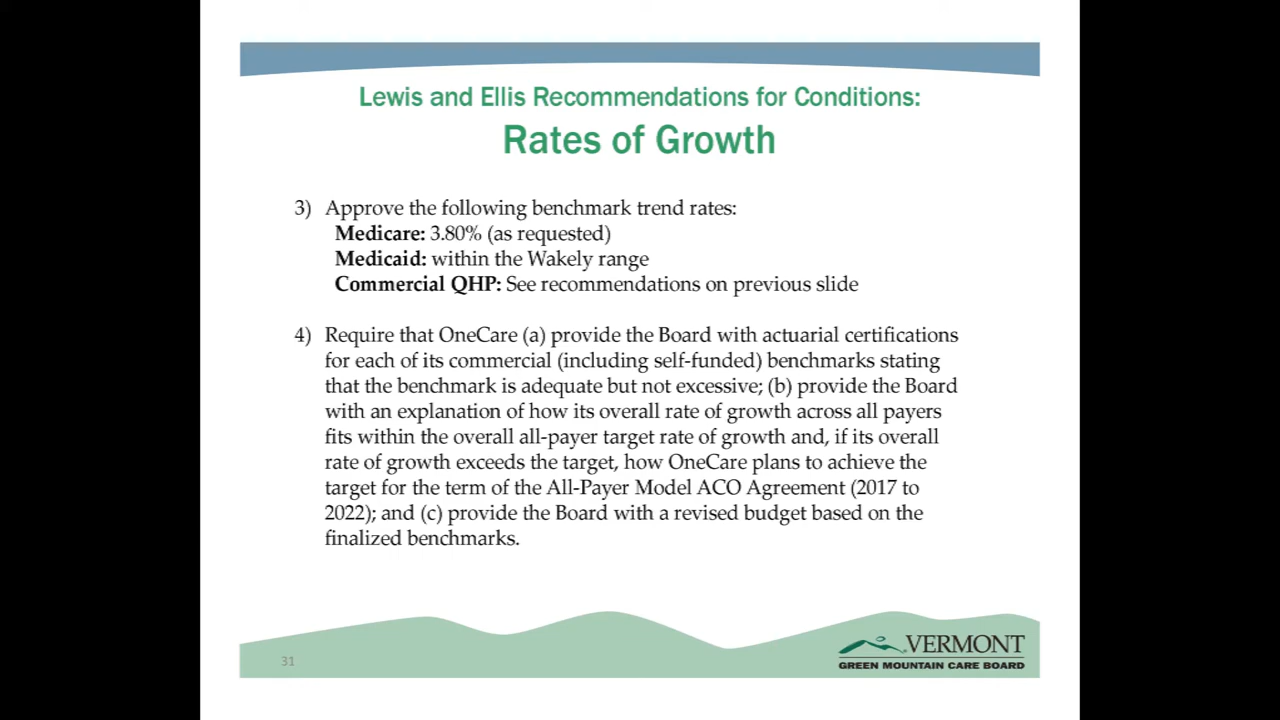 Lewis and Ellis Recommendations for Conditions:
Rates of Growth
3) Approve the following benchmark trend rates:
Medicare: 3.80% (as requested)
Medicaid: within the Wakely range
Commercial QHP: See recommendations on previous slide
4) Require that OneCare (a) provide the Board with actuarial certifications
for each of its commercial (including self-funded) benchmarks stating
that the benchmark is adequate but not excessive; (b) provide the Board
with an explanation of how its overall rate of growth across all payers
fits within the overall all-payer target rate of growth and, if its overall
rate of growth exceeds the target, how OneCare plans to achieve the
target for the term of the All-Payer Model ACO Agreement (2017 to
2022); and (c) provide the Board with a revised budget based on the
finalized benchmarks.
31
VERMONT
GREEN MOUNTAIN CARE BOARD